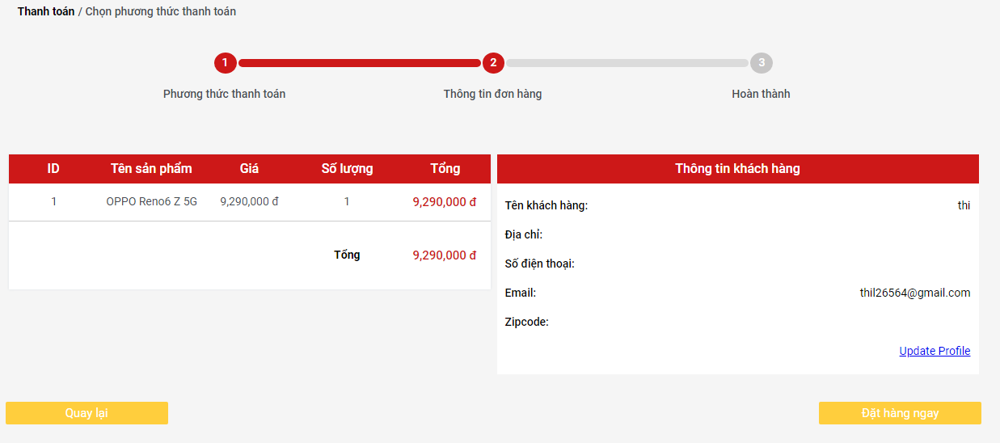 Thanh toán / Chọn phương thức thanh toán
1 2 3
Phương thức thanh toán Thông tin đơn hàng Hoàn thành
ID Tên sản phẩm Giá Số lượng Tổng
1 OPPO Reno6 Z 5G 9,290,000 đ 1 9,290,000 đ
Tổng 9,290,000 đ
Thông tin khách hàng
Tên khách hàng: thi
Địa chỉ:
Số điện thoại:
Email: thil26564@gmail.com
Zipcode:
Update Profile
Quay lại Đặt hàng ngay